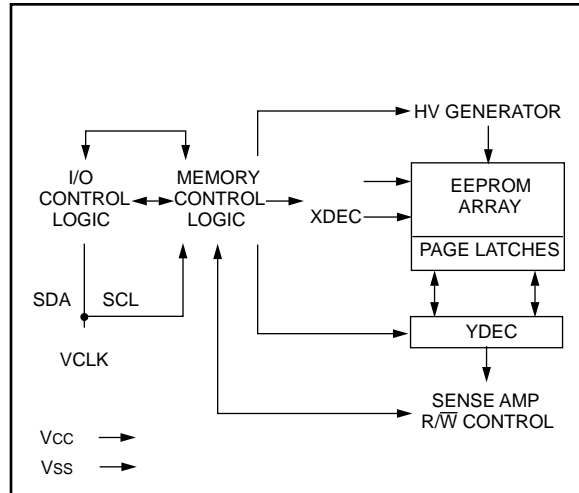 HV GENERATOR
I/O
CONTROL
LOGIC
MEMORY
CONTROL
LOGIC
XDEC
EEPROM
ARRAY
PAGE LATCHES
SDA
SCL
VCLK
YDEC
SENSE AMP
R/W̅ CONTROL
VCC
VSS